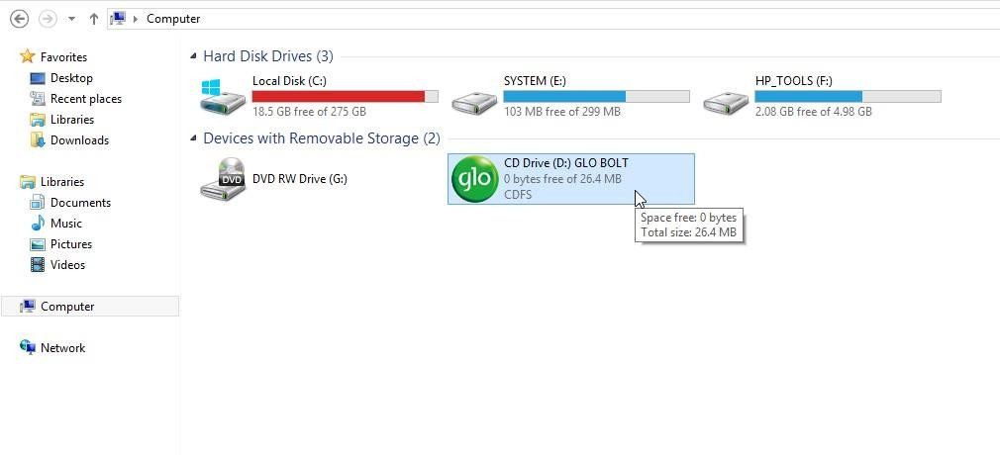 Computer
Favorites
Desktop
Recent places
Libraries
Downloads
Libraries
Documents
Music
Pictures
Videos
Computer
Network
Hard Disk Drives (3)
Local Disk (C:)
18.5 GB free of 275 GB
SYSTEM (E:)
103 MB free of 299 MB
HP_TOOLS (F:)
2.08 GB free of 4.98 GB
Devices with Removable Storage (2)
DVD
DVD RW Drive (G:)
glo
CD Drive (D:) GLO BOLT
0 bytes free of 26.4 MB
CDFS
Space free: 0 bytes
Total size: 26.4 MB